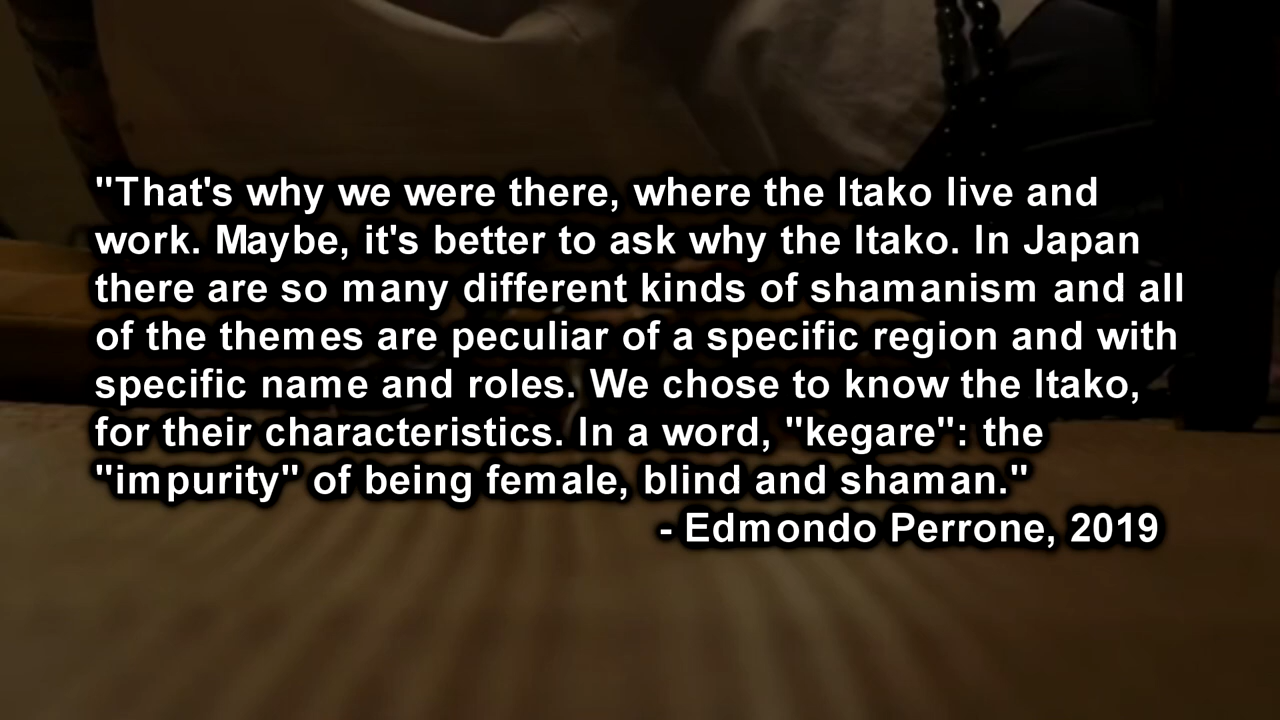 "That's why we were there, where the Itako live and
work. Maybe, it's better to ask why the Itako. In Japan
there are so many different kinds of shamanism and all
of the themes are peculiar of a specific region and with
specific name and roles. We chose to know the Itako,
for their characteristics. In a word, "kegare": the
"impurity" of being female, blind and shaman."
- Edmondo Perrone, 2019